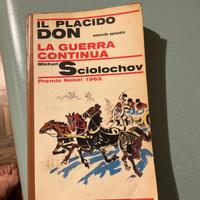 IL PLACIDO
DON secondo episodio
LA GUERRA
CONTINUA
Michail
Sciolochov
Premio Nobel 1965